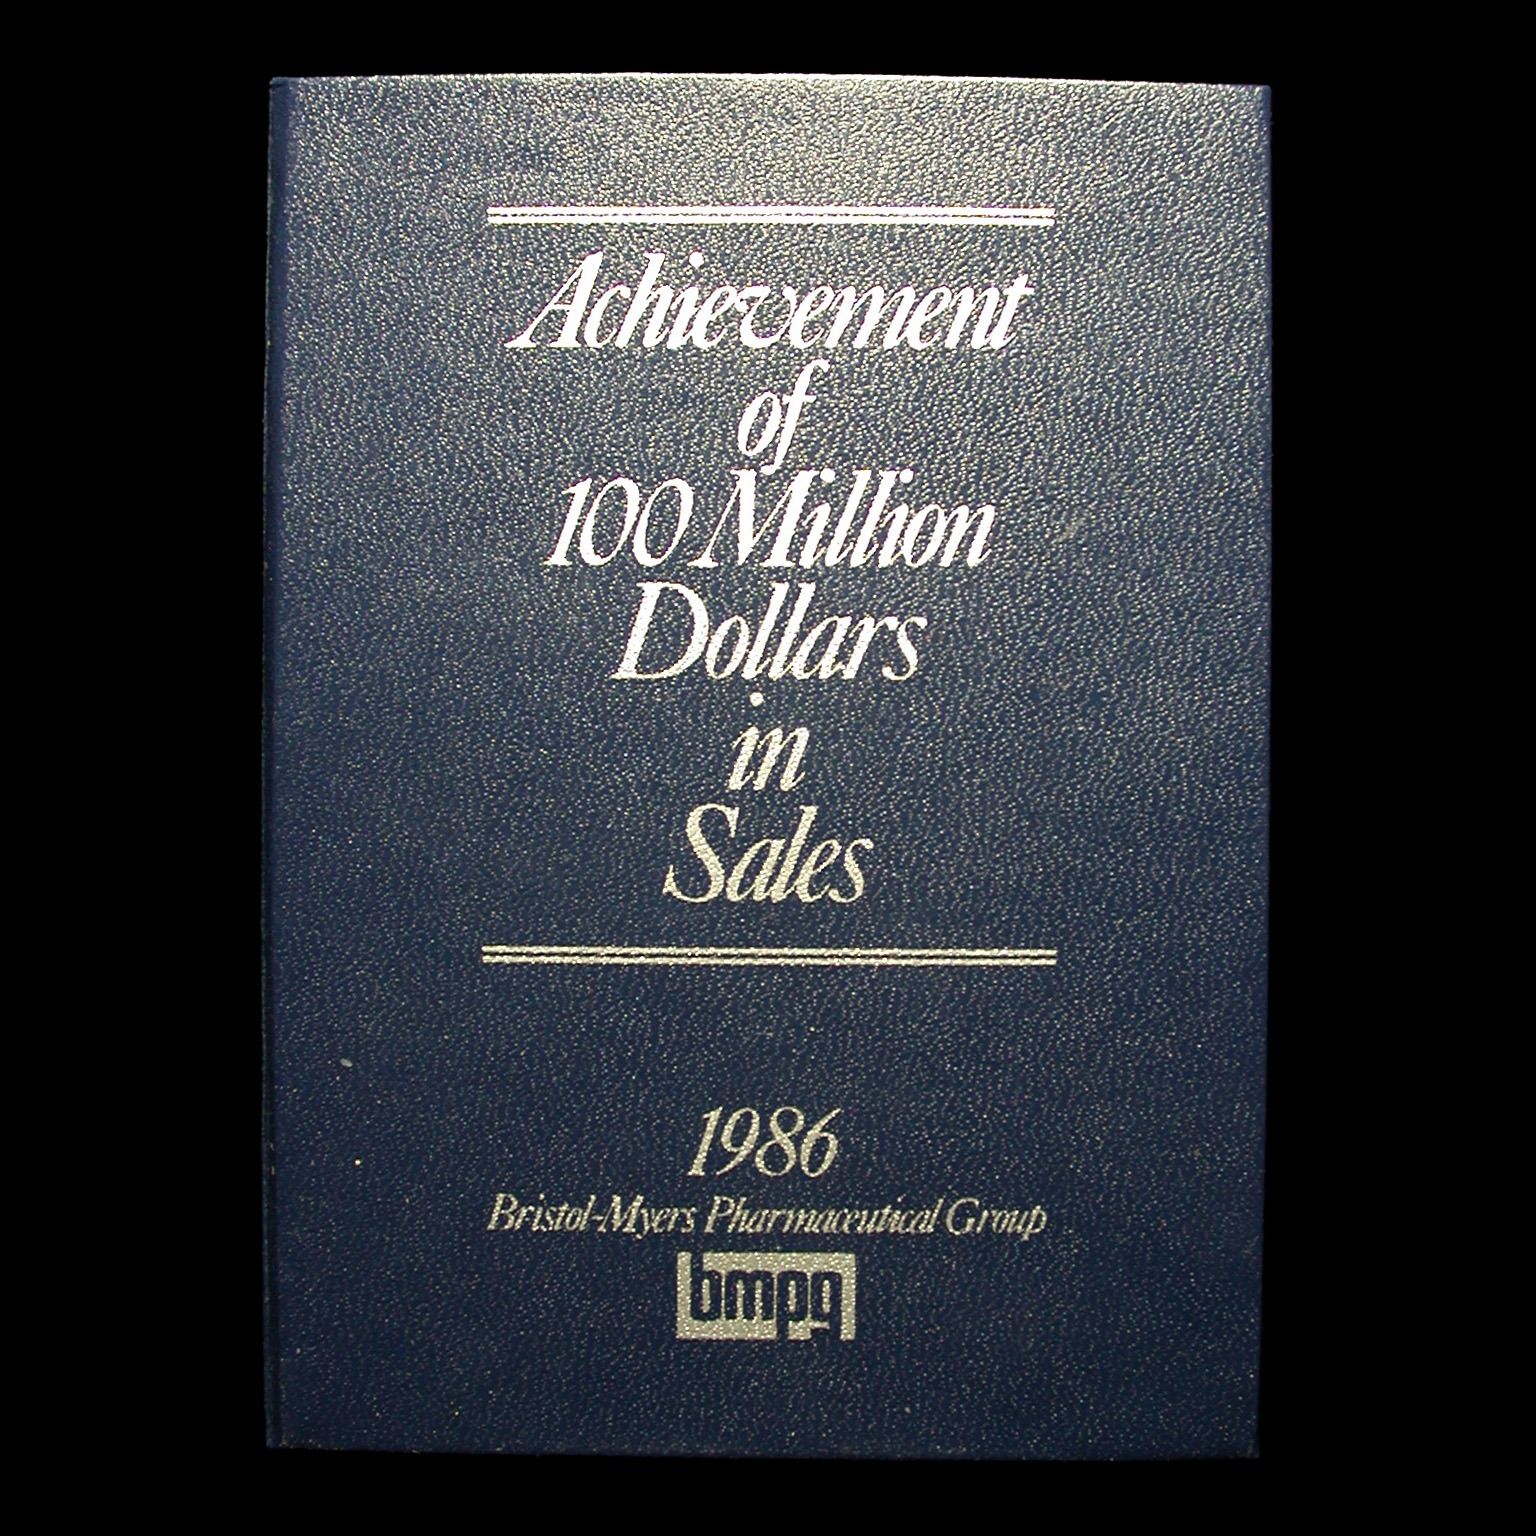 Achievement
of
100 Million
Dollars
in
Sales
1986
Bristol-Myers Pharmaceutical Group
bmpg